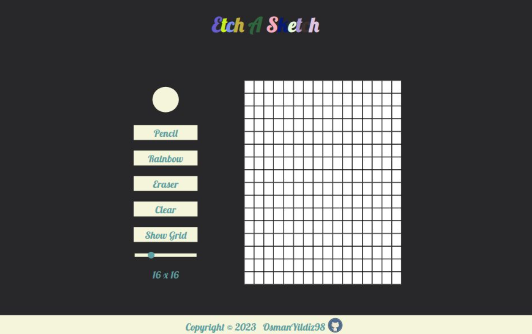 Etch A Sketch
Pencil
Rainbow
Eraser
Clear
Show Grid
16 x 16
Copyright © 2023 OsmanYildiz98